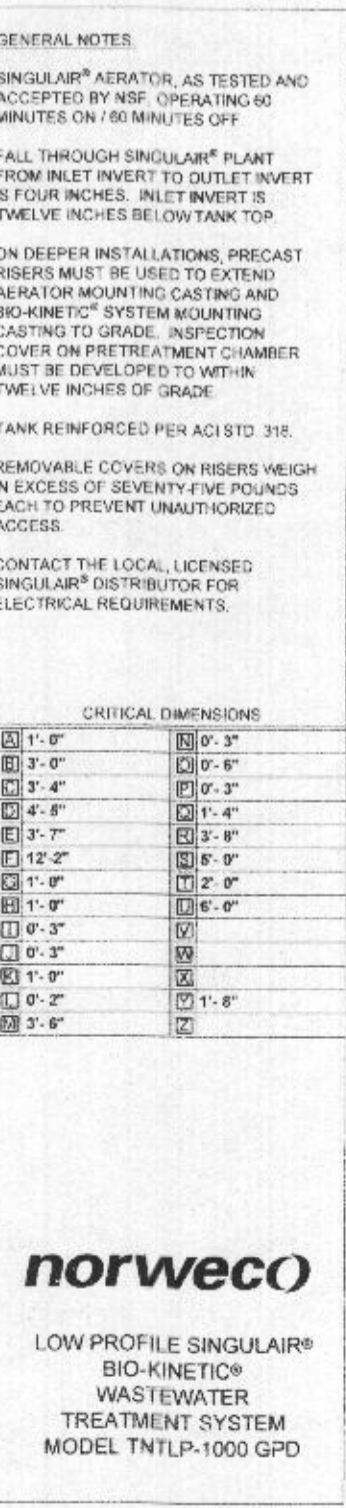 GENERAL NOTES
SINGULAIR® AERATOR, AS TESTED AND
ACCEPTED BY NSF, OPERATING 60
MINUTES ON / 60 MINUTES OFF
FALL THROUGH SINGULAIR® PLANT
FROM INLET INVERT TO OUTLET INVERT
IS FOUR INCHES. INLET INVERT IS
TWELVE INCHES BELOW TANK TOP.
ON DEEPER INSTALLATIONS, PRECAST
RISERS MUST BE USED TO EXTEND
AERATOR MOUNTING CASTING AND
BIO-KINETIC® SYSTEM MOUNTING
CASTING TO GRADE. INSPECTION
COVER ON PRETREATMENT CHAMBER
MUST BE DEVELOPED TO WITHIN
TWELVE INCHES OF GRADE
TANK REINFORCED PER ACI STD. 318.
REMOVABLE COVERS ON RISERS WEIGH
IN EXCESS OF SEVENTY-FIVE POUNDS
EACH TO PREVENT UNAUTHORIZED
ACCESS.
CONTACT THE LOCAL, LICENSED
SINGULAIR® DISTRIBUTOR FOR
ELECTRICAL REQUIREMENTS.
CRITICAL DIMENSIONS
A 1'- 0" N 0'- 3"
B 3'- 0" O 0'- 6"
C 3'- 4" P 0'- 3"
D 4'- 5" Q 1'- 4"
E 3'- 7" R 3'- 8"
F 12'-2" S 5'- 0"
G 1'- 0" T 2'- 0"
H 1'- 0" U 6'- 0"
I 0'- 3" V
J 0'- 3" W
K 1'- 0" X
L 0'- 2" Y 1'- 8"
M 3'- 6" Z
norweco
LOW PROFILE SINGULAIR®
BIO-KINETIC®
WASTEWATER
TREATMENT SYSTEM
MODEL TNTLP-1000 GPD